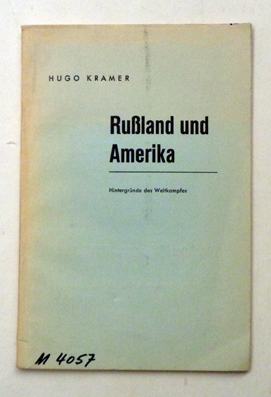 HUGO KRAMER
Rußland und
Amerika
Hintergründe des Weltkampfes
M 4057